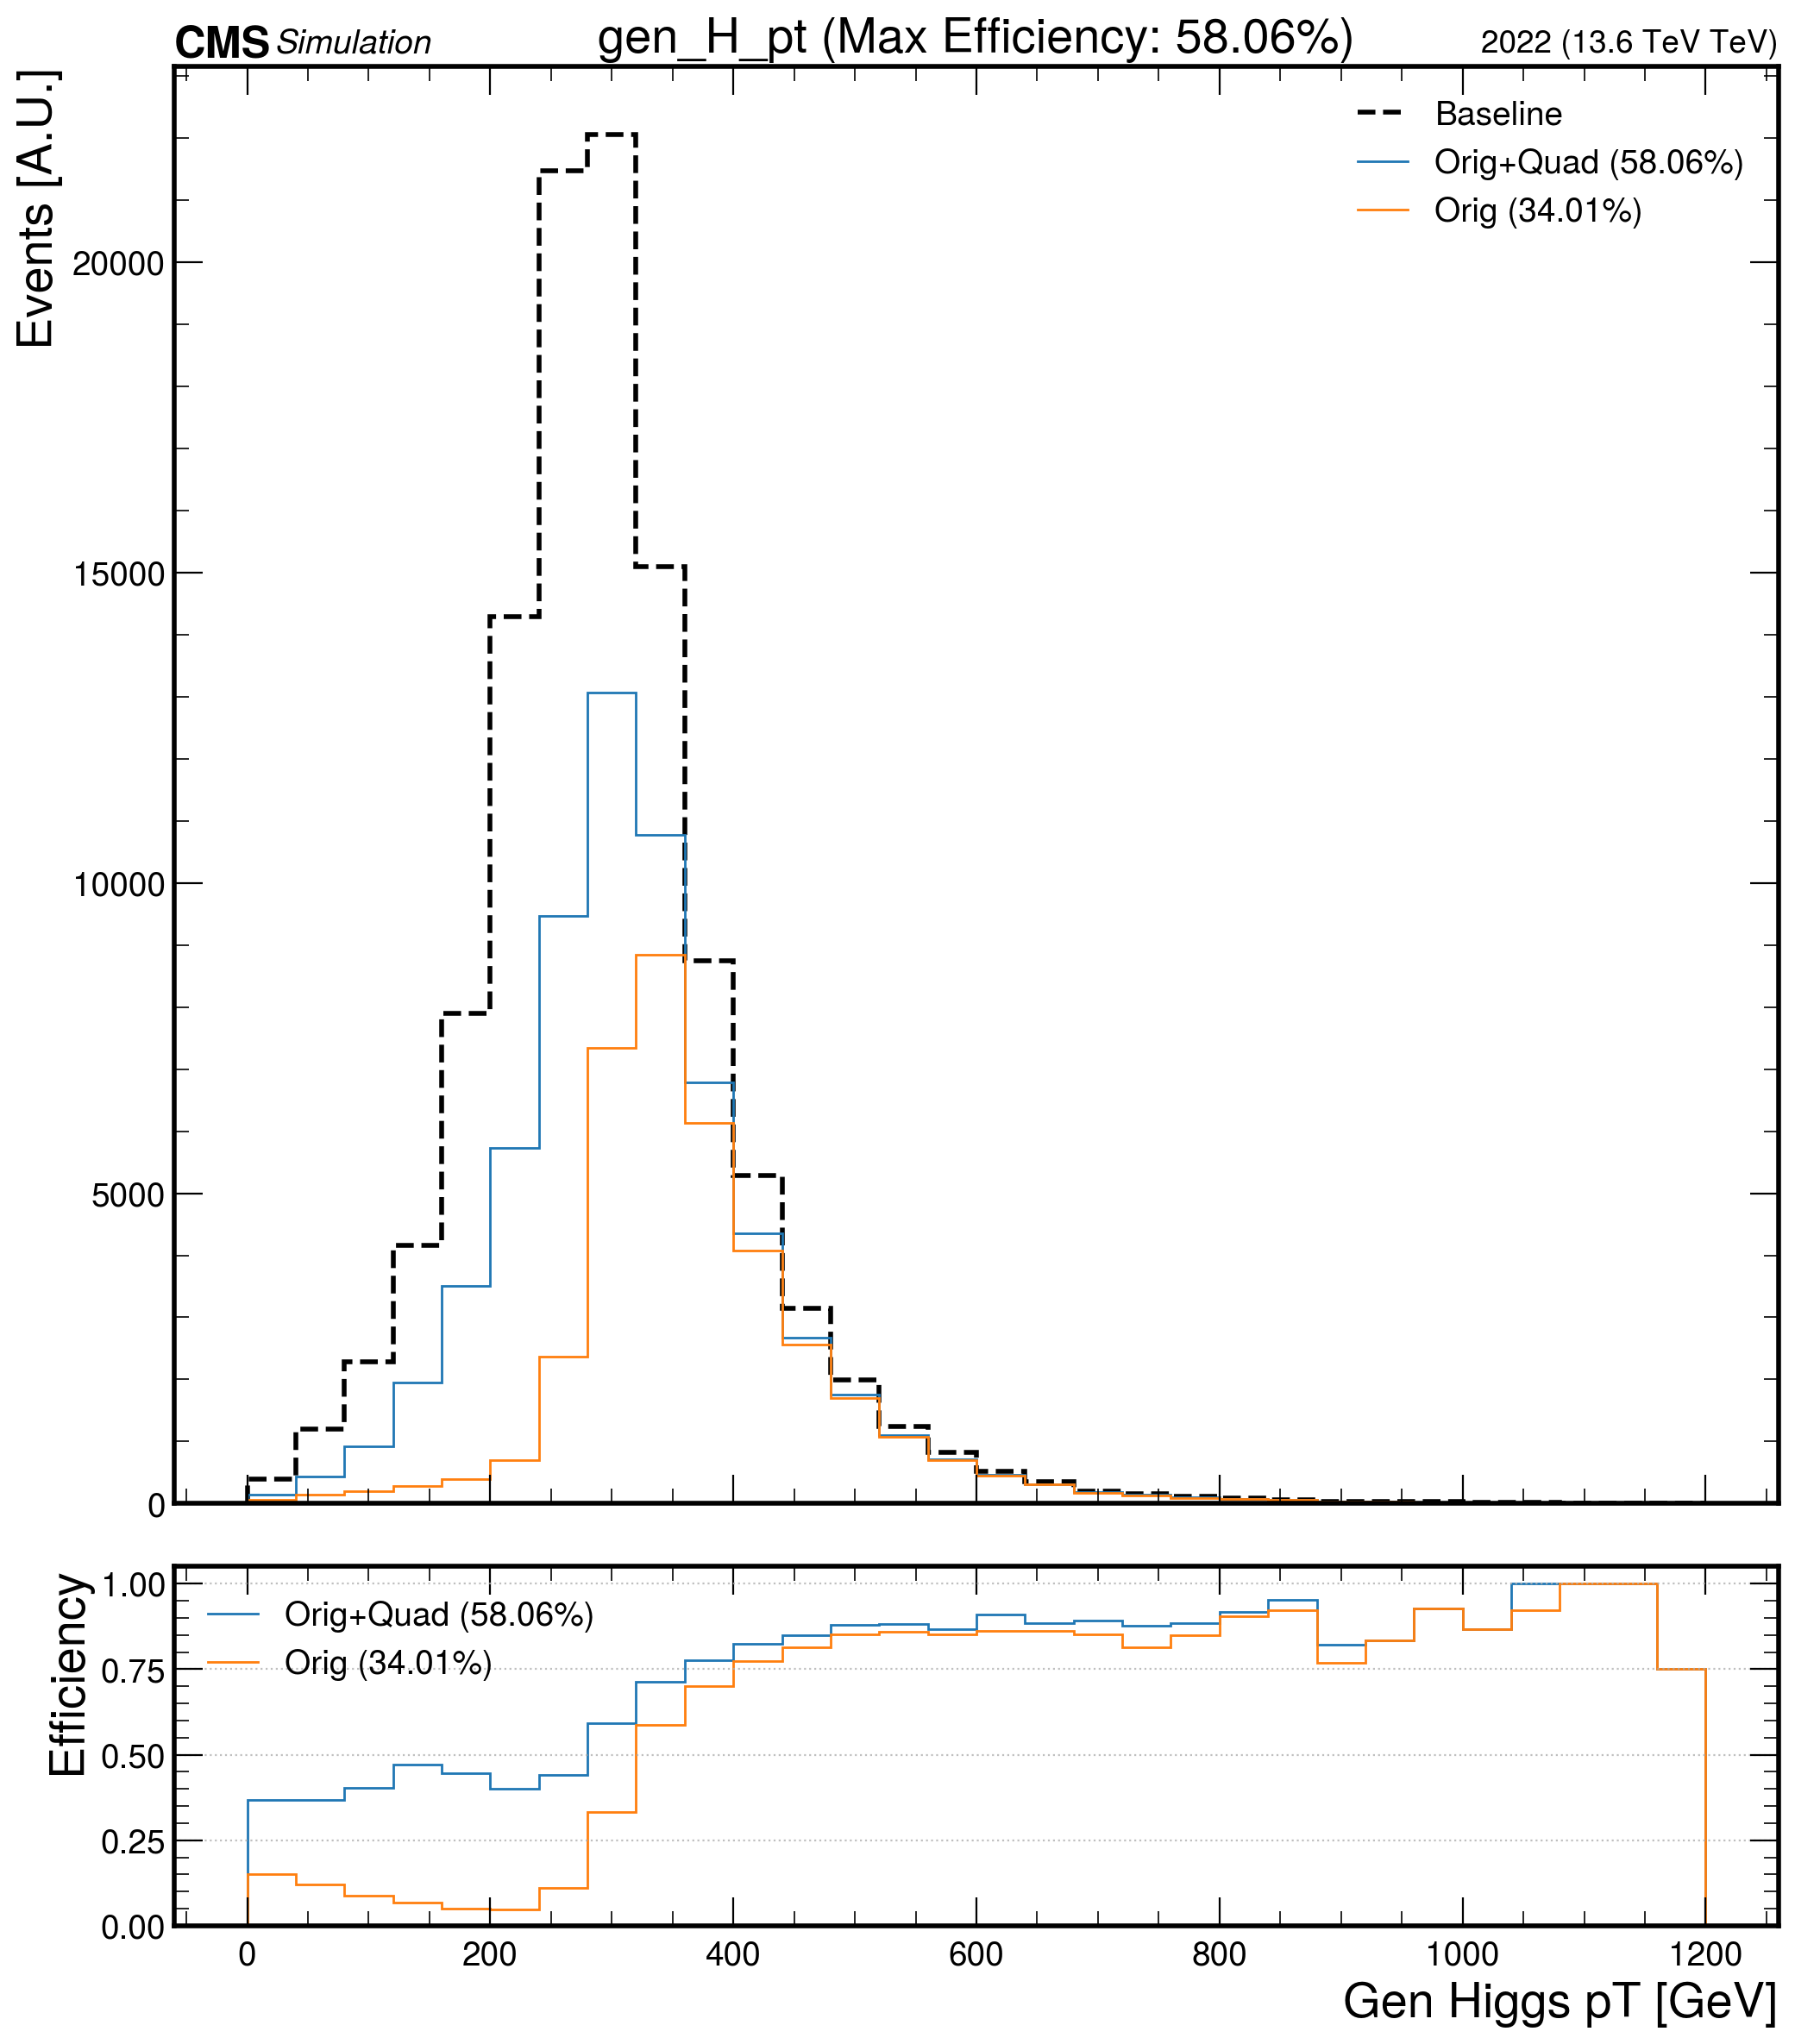 CMS Simulation gen_H_pt (Max Efficiency: 58.06%) 2022 (13.6 TeV TeV)
Events [A.U.]
Baseline
Orig+Quad (58.06%)
Orig (34.01%)
20000
15000
10000
5000
0
Efficiency
1.00
0.75
0.50
0.25
0.00
Orig+Quad (58.06%)
Orig (34.01%)
0 200 400 600 800 1000 1200
Gen Higgs pT [GeV]